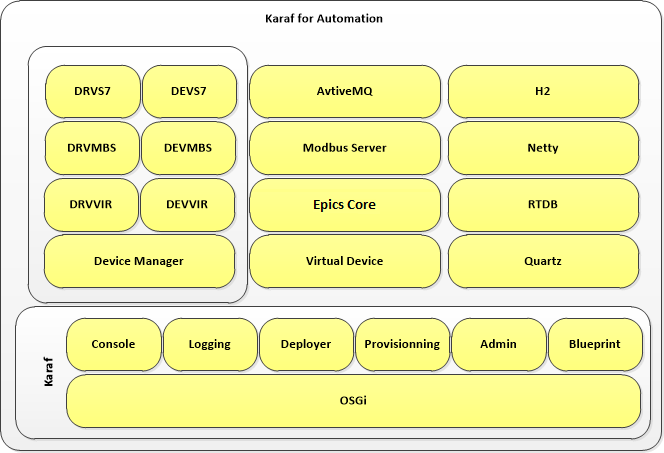 Karaf for Automation
DRVS7 DEVS7 AvtiveMQ H2
DRVMBS DEVMBS Modbus Server Netty
DRVVIR DEVVIR Epics Core RTDB
Device Manager Virtual Device Quartz
Karaf
Console Logging Deployer Provisionning Admin Blueprint
OSGi